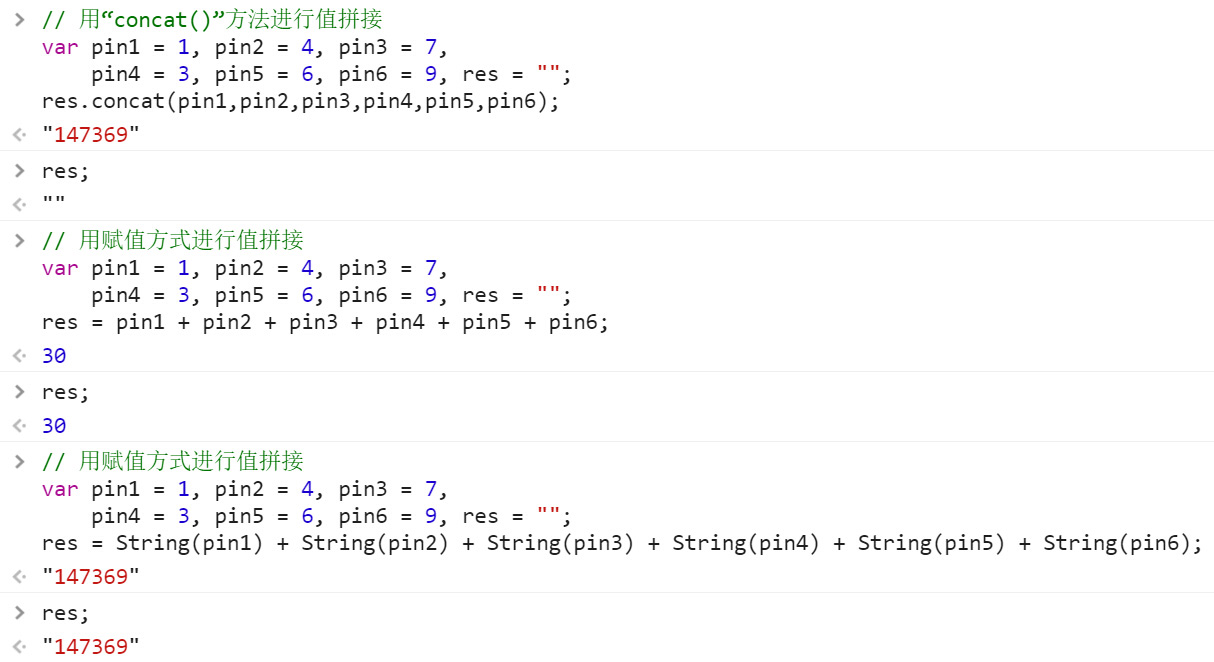 > // 用“concat()”方法进行值拼接
var pin1 = 1, pin2 = 4, pin3 = 7,
    pin4 = 3, pin5 = 6, pin6 = 9, res = "";
res.concat(pin1,pin2,pin3,pin4,pin5,pin6);
<· "147369"
> res;
<· ""
> // 用赋值方式进行值拼接
var pin1 = 1, pin2 = 4, pin3 = 7,
    pin4 = 3, pin5 = 6, pin6 = 9, res = "";
res = pin1 + pin2 + pin3 + pin4 + pin5 + pin6;
<· 30
> res;
<· 30
> // 用赋值方式进行值拼接
var pin1 = 1, pin2 = 4, pin3 = 7,
    pin4 = 3, pin5 = 6, pin6 = 9, res = "";
res = String(pin1) + String(pin2) + String(pin3) + String(pin4) + String(pin5) + String(pin6);
<· "147369"
> res;
<· "147369"